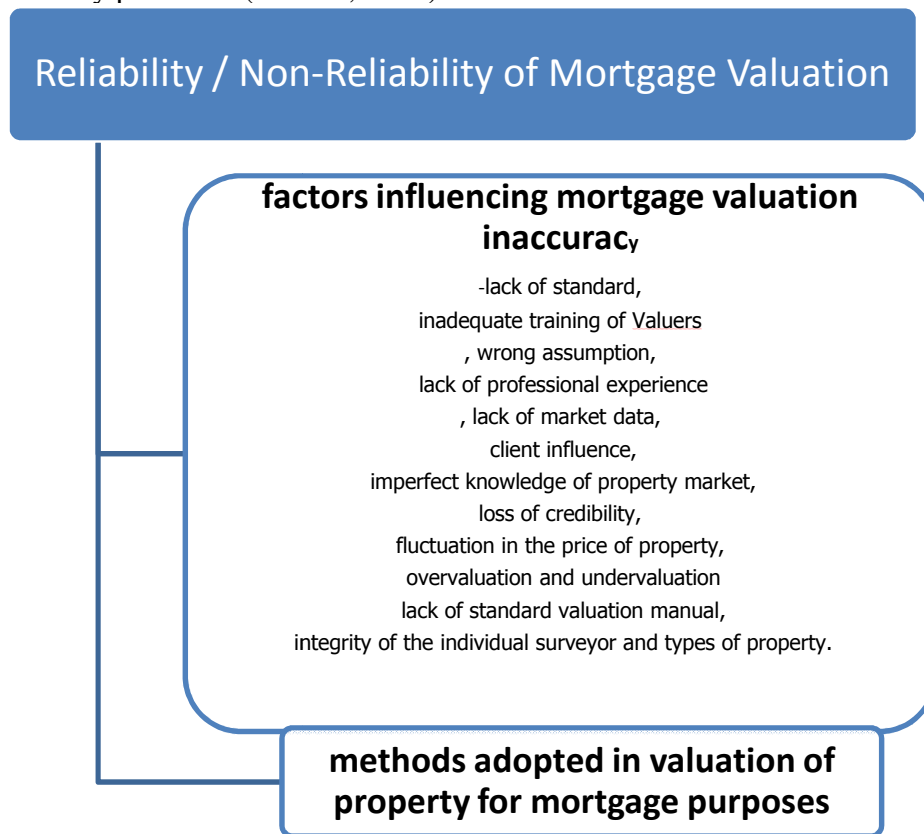 Reliability / Non-Reliability of Mortgage Valuation
factors influencing mortgage valuation
inaccuracy
-lack of standard,
inadequate training of Valuers
, wrong assumption,
lack of professional experience
, lack of market data,
client influence,
imperfect knowledge of property market,
loss of credibility,
fluctuation in the price of property,
overvaluation and undervaluation
lack of standard valuation manual,
integrity of the individual surveyor and types of property.
methods adopted in valuation of
property for mortgage purposes